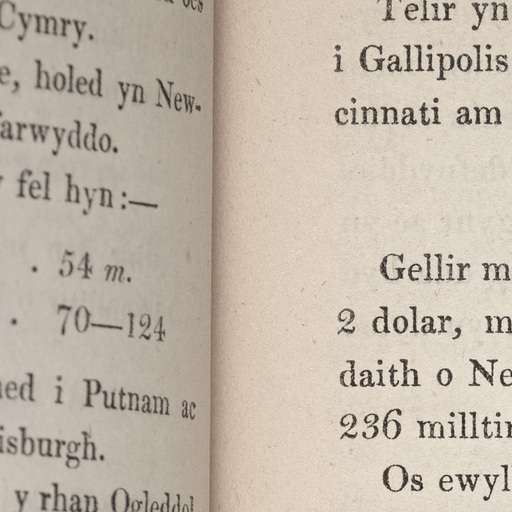 Cymry.
holed yn New-
arwyddo.
fel hyn:—
. 54 m.
. 70—124
i Putnam ac
isburgh.
y rhan Ogleddol
Telir yn
i Gallipolis
cinnati am
Gellir m
2 dolar, m
daith o Ne
236 milltir
Os ewyl